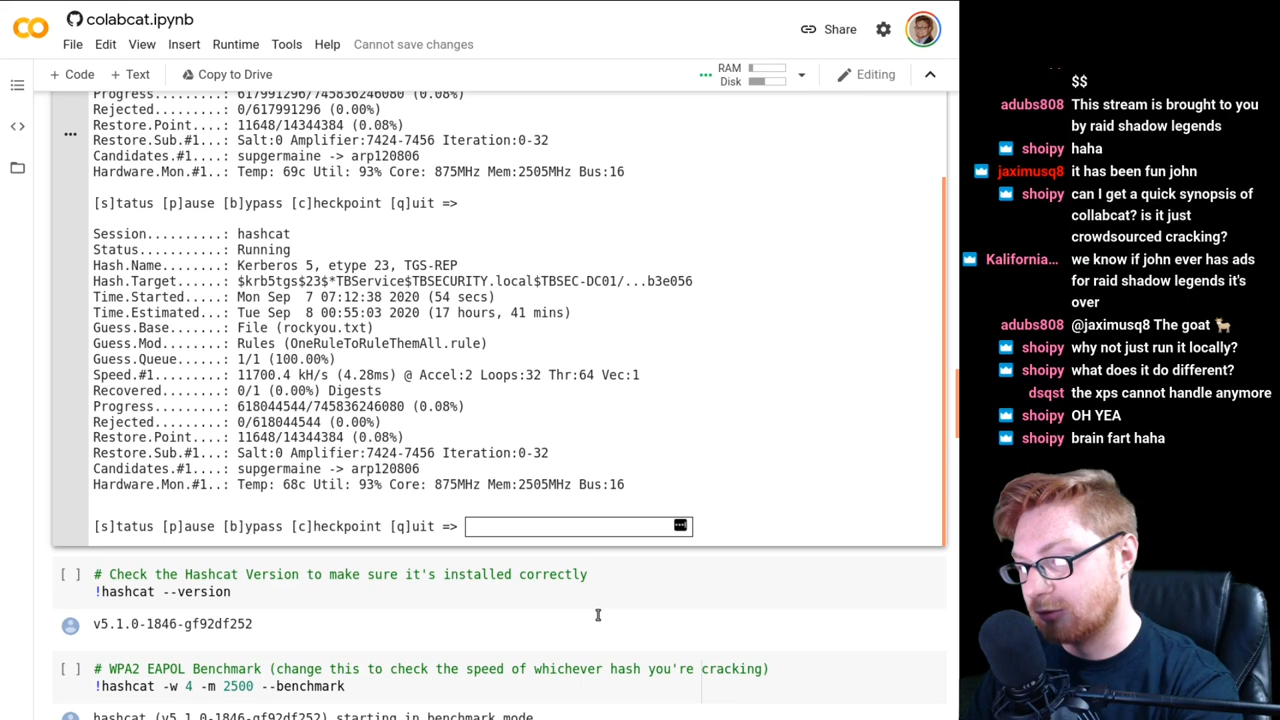 colabcat.ipynb
File Edit View Insert Runtime Tools Help Cannot save changes
Share
+ Code + Text Copy to Drive
RAM
Disk
Editing
Progress.........: 617991296/745836246080 (0.08%)
Rejected.........: 0/617991296 (0.00%)
Restore.Point....: 11648/14344384 (0.08%)
Restore.Sub.#1...: Salt:0 Amplifier:7424-7456 Iteration:0-32
Candidates.#1....: supgermaine -> arp120806
Hardware.Mon.#1..: Temp: 69c Util: 93% Core: 875MHz Mem:2505MHz Bus:16
[s]tatus [p]ause [b]ypass [c]heckpoint [q]uit =>
Session..........: hashcat
Status...........: Running
Hash.Name........: Kerberos 5, etype 23, TGS-REP
Hash.Target......: $krb5tgs$23$*TBService$TBSECURITY.local$TBSEC-DC01/...b3e056
Time.Started.....: Mon Sep  7 07:12:38 2020 (54 secs)
Time.Estimated...: Tue Sep  8 00:55:03 2020 (17 hours, 41 mins)
Guess.Base.......: File (rockyou.txt)
Guess.Mod........: Rules (OneRuleToRuleThemAll.rule)
Guess.Queue......: 1/1 (100.00%)
Speed.#1.........: 11700.4 kH/s (4.28ms) @ Accel:2 Loops:32 Thr:64 Vec:1
Recovered........: 0/1 (0.00%) Digests
Progress.........: 618044544/745836246080 (0.08%)
Rejected.........: 0/618044544 (0.00%)
Restore.Point....: 11648/14344384 (0.08%)
Restore.Sub.#1...: Salt:0 Amplifier:7424-7456 Iteration:0-32
Candidates.#1....: supgermaine -> arp120806
Hardware.Mon.#1..: Temp: 68c Util: 93% Core: 875MHz Mem:2505MHz Bus:16
[s]tatus [p]ause [b]ypass [c]heckpoint [q]uit =>
[ ] # Check the Hashcat Version to make sure it's installed correctly
!hashcat --version
v5.1.0-1846-gf92df252
[ ] # WPA2 EAPOL Benchmark (change this to check the speed of whichever hash you're cracking)
!hashcat -w 4 -m 2500 --benchmark
hashcat (v5.1.0-1846-gf92df252) starting in benchmark mode
$$
adubs808 This stream is brought to you
by raid shadow legends
shoipy haha
jaximusq8 it has been fun john
shoipy can I get a quick synopsis of
collabcat? is it just
crowdsourced cracking?
Kalifornia... we know if john ever has ads
for raid shadow legends it's
over
adubs808 @jaximusq8 The goat 🐐
shoipy why not just run it locally?
shoipy what does it do different?
dsqst the xps cannot handle anymore
shoipy OH YEA
shoipy brain fart haha